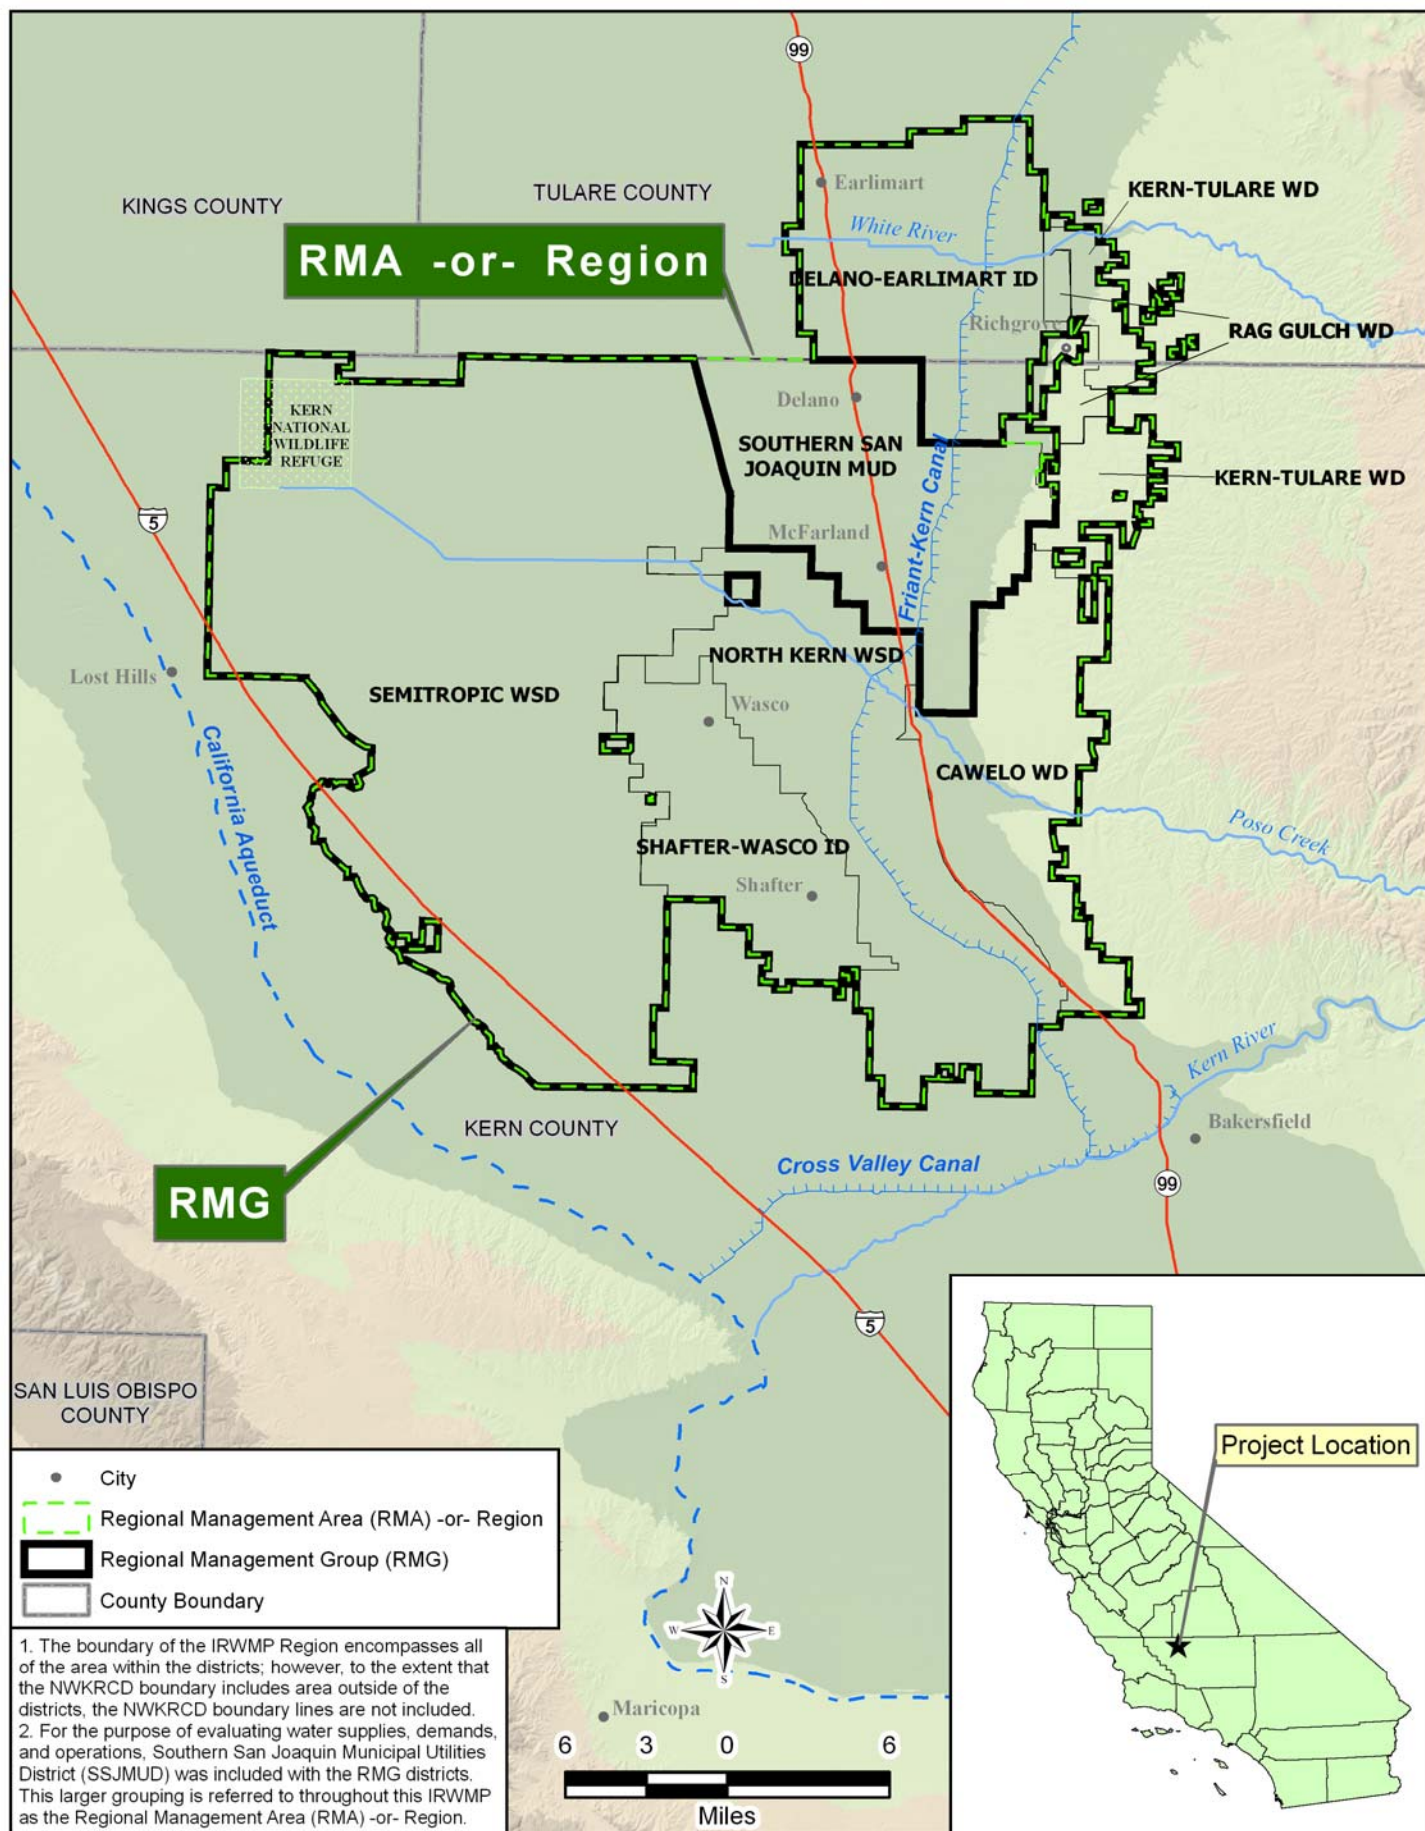 99
KINGS COUNTY
TULARE COUNTY
Earlimart
KERN-TULARE WD
White River
RMA -or- Region
DELANO-EARLIMART ID
Richgrove
RAG GULCH WD
KERN
NATIONAL
WILDLIFE
REFUGE
Delano
SOUTHERN SAN
JOAQUIN MUD
KERN-TULARE WD
5
McFarland
Friant-Kern Canal
NORTH KERN WSD
Lost Hills
SEMITROPIC WSD
Wasco
California Aqueduct
CAWELO WD
Poso Creek
SHAFTER-WASCO ID
Shafter
Kern River
KERN COUNTY
Bakersfield
Cross Valley Canal
RMG
99
5
SAN LUIS OBISPO
COUNTY
Project Location
City
Regional Management Area (RMA) -or- Region
Regional Management Group (RMG)
County Boundary
N
W
E
S
1. The boundary of the IRWMP Region encompasses all
of the area within the districts; however, to the extent that
the NWKRCD boundary includes area outside of the
districts, the NWKRCD boundary lines are not included.
2. For the purpose of evaluating water supplies, demands,
and operations, Southern San Joaquin Municipal Utilities
District (SSJMUD) was included with the RMG districts.
This larger grouping is referred to throughout this IRWMP
as the Regional Management Area (RMA) -or- Region.
Maricopa
6 3 0 6
Miles